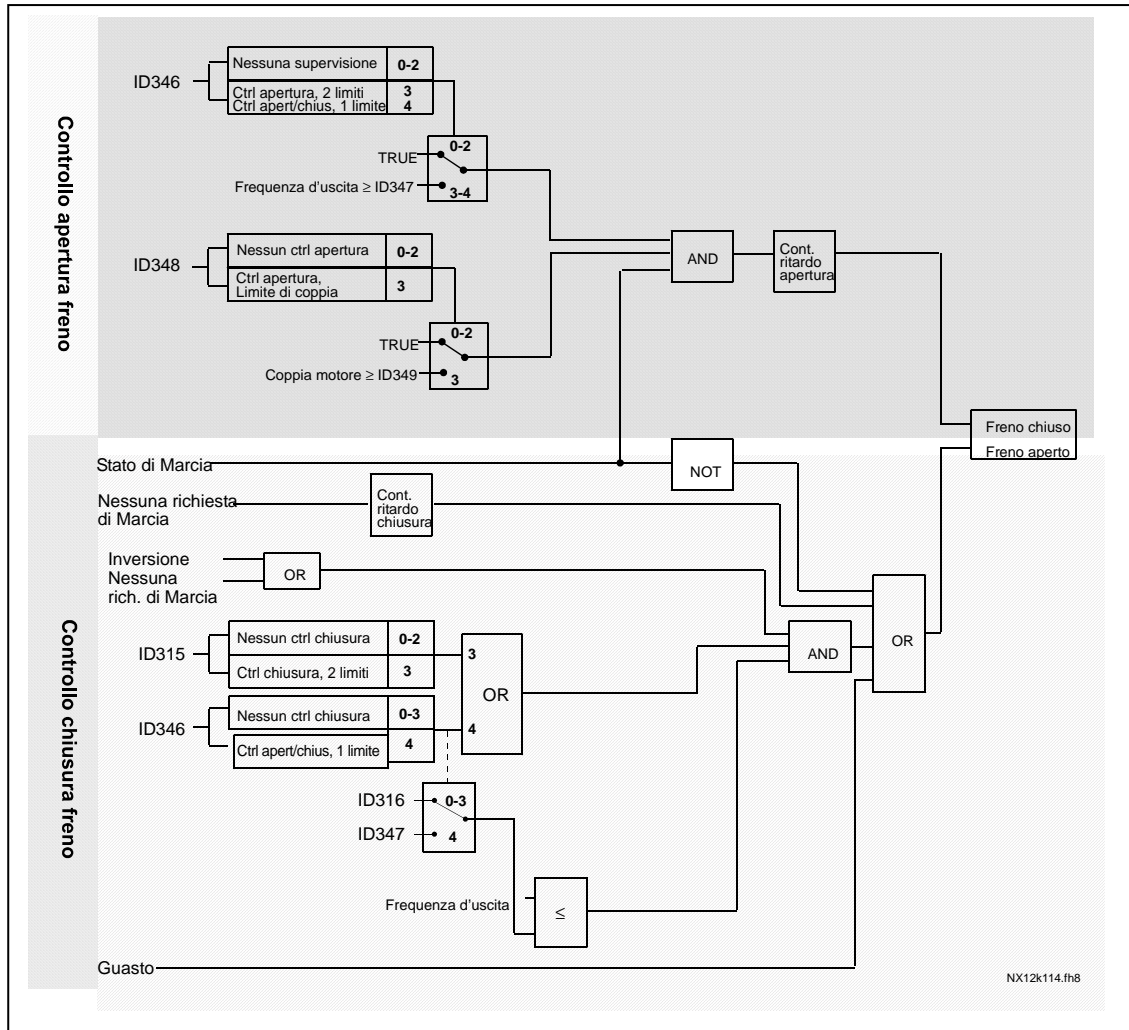 Controllo apertura freno
ID346
Nessuna supervisione 0-2
Ctrl apertura, 2 limiti 3
Ctrl apert/chius, 1 limite 4
0-2
TRUE
Frequenza d'uscita ≥ ID347
3-4
ID348
Nessun ctrl apertura 0-2
Ctrl apertura,
Limite di coppia
3
0-2
TRUE
Coppia motore ≥ ID349
3
AND
Cont.
ritardo
apertura
Freno chiuso
Freno aperto
Controllo chiusura freno
Stato di Marcia
NOT
Nessuna richiesta
di Marcia
Cont.
ritardo
chiusura
Inversione
Nessuna
rich. di Marcia
OR
ID315
Nessun ctrl chiusura 0-2
Ctrl chiusura, 2 limiti 3
3
OR
4
ID346
Nessun ctrl chiusura 0-3
Ctrl apert/chius, 1 limite 4
AND
OR
ID316
0-3
ID347
4
Frequenza d'uscita
≤
Guasto
NX12k114.fh8